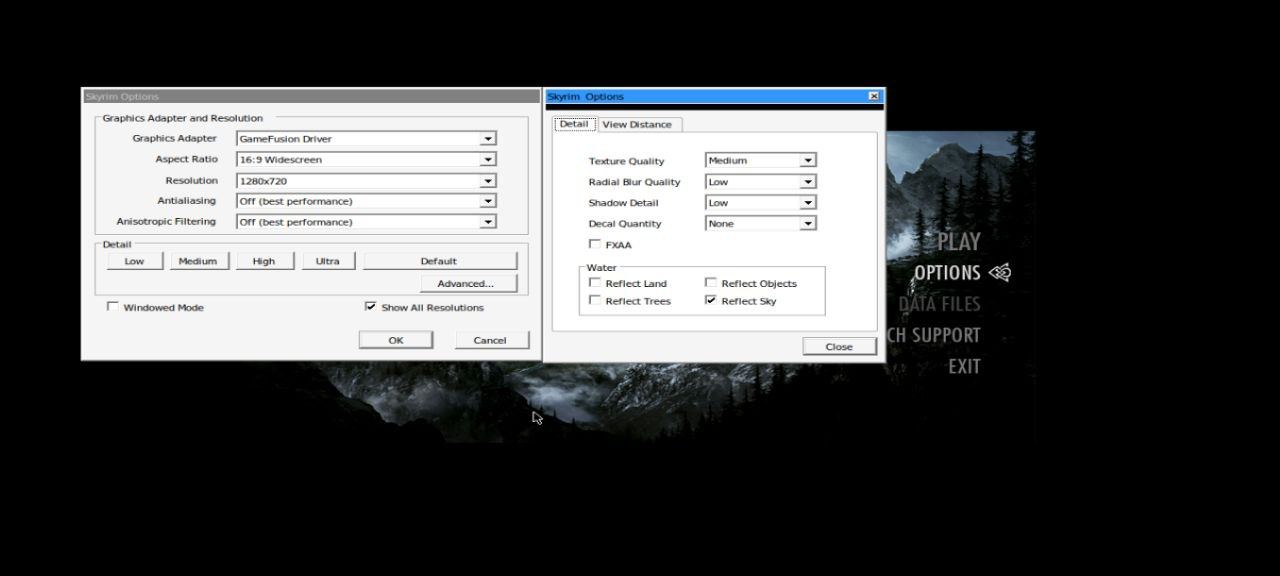 Skyrim Options
Graphics Adapter and Resolution
Graphics Adapter GameFusion Driver
Aspect Ratio 16:9 Widescreen
Resolution 1280x720
Antialiasing Off (best performance)
Anisotropic Filtering Off (best performance)
Detail
Low Medium High Ultra Default
Advanced...
Windowed Mode Show All Resolutions
OK Cancel
Skyrim Options
Detail View Distance
Texture Quality Medium
Radial Blur Quality Low
Shadow Detail Low
Decal Quantity None
FXAA
Water
Reflect Land Reflect Objects
Reflect Trees Reflect Sky
Close
PLAY
OPTIONS
DATA FILES
CH SUPPORT
EXIT